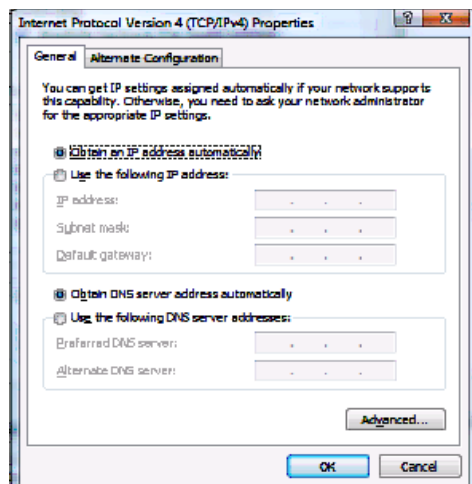 Internet Protocol Version 4 (TCP/IPv4) Properties
General
Alternate Configuration
You can get IP settings assigned automatically if your network supports
this capability. Otherwise, you need to ask your network administrator
for the appropriate IP settings.
Obtain an IP address automatically
Use the following IP address:
IP address:
Subnet mask:
Default gateway:
Obtain DNS server address automatically
Use the following DNS server addresses:
Preferred DNS server:
Alternate DNS server:
Advanced...
OK
Cancel